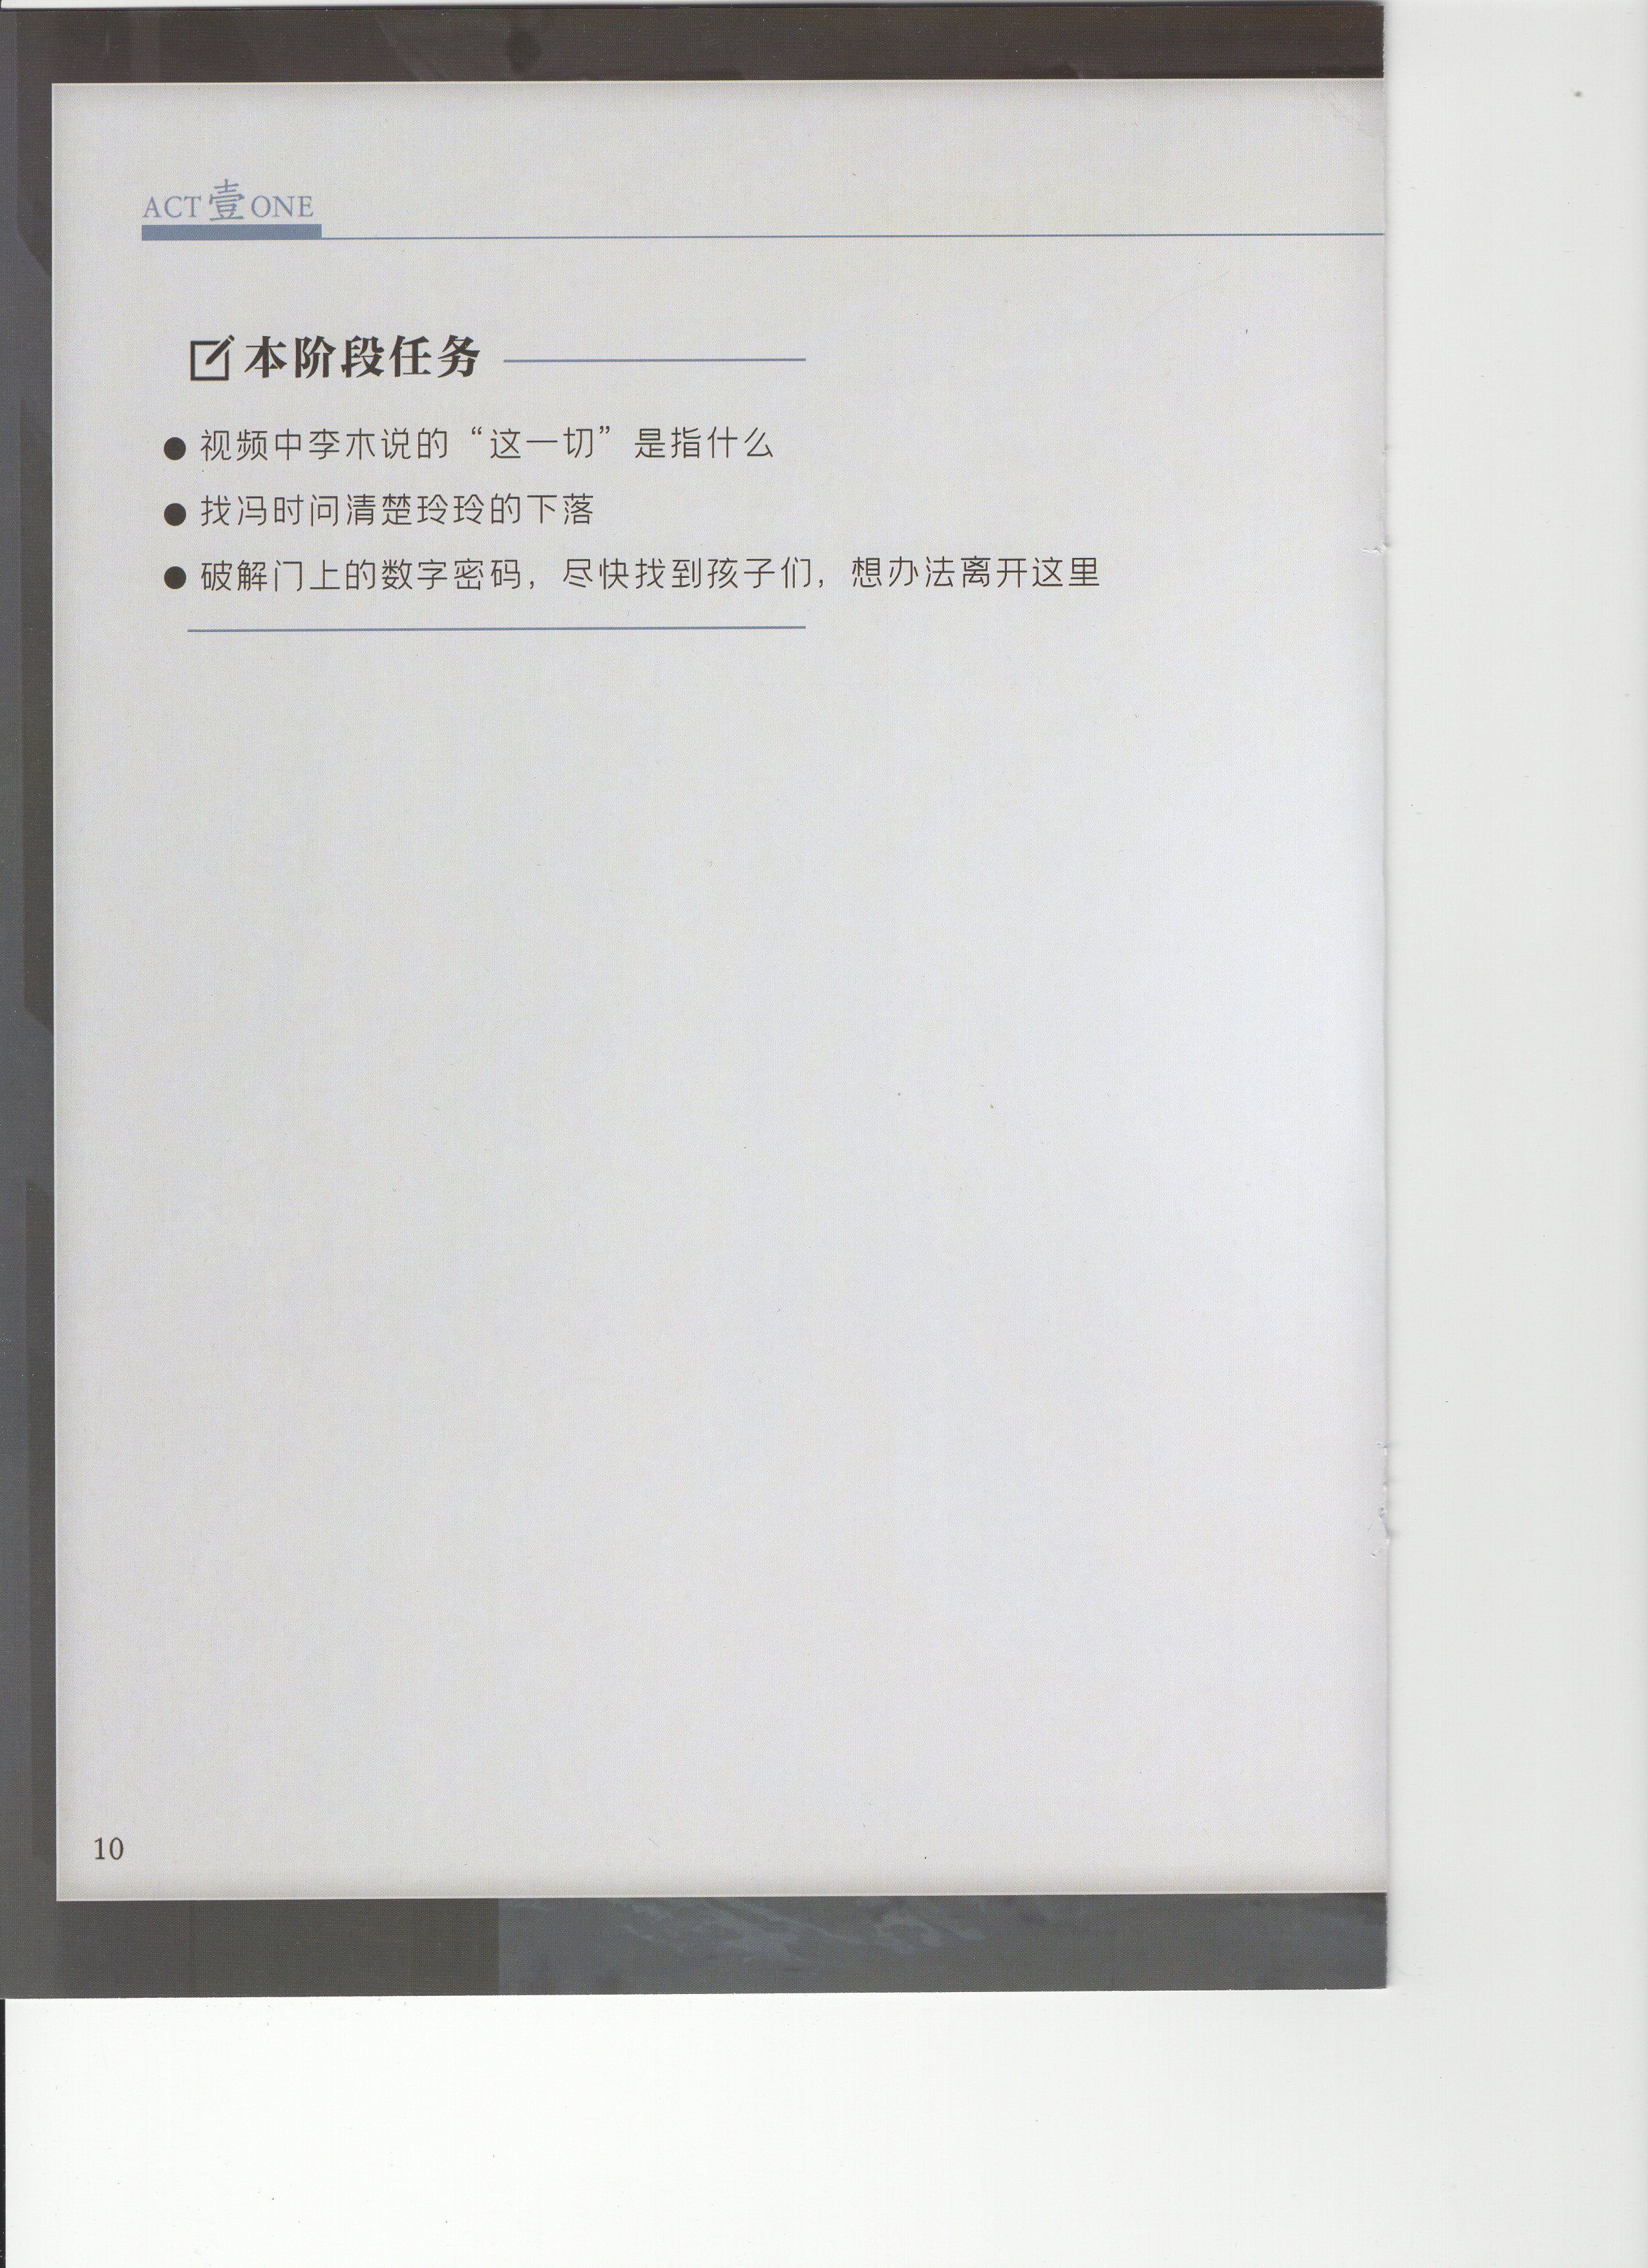 ACT 壹 ONE
本阶段任务
● 视频中李木说的“这一切”是指什么
● 找冯时问清楚玲玲的下落
● 破解门上的数字密码，尽快找到孩子们，想办法离开这里
10